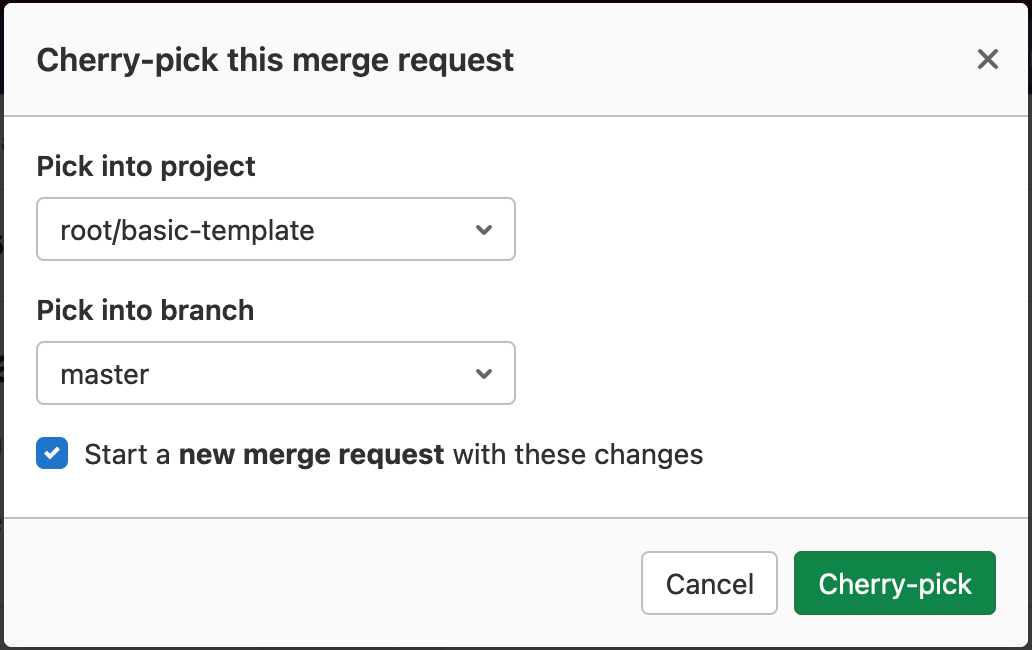 Cherry-pick this merge request
Pick into project
root/basic-template
Pick into branch
master
Start a new merge request with these changes
Cancel
Cherry-pick